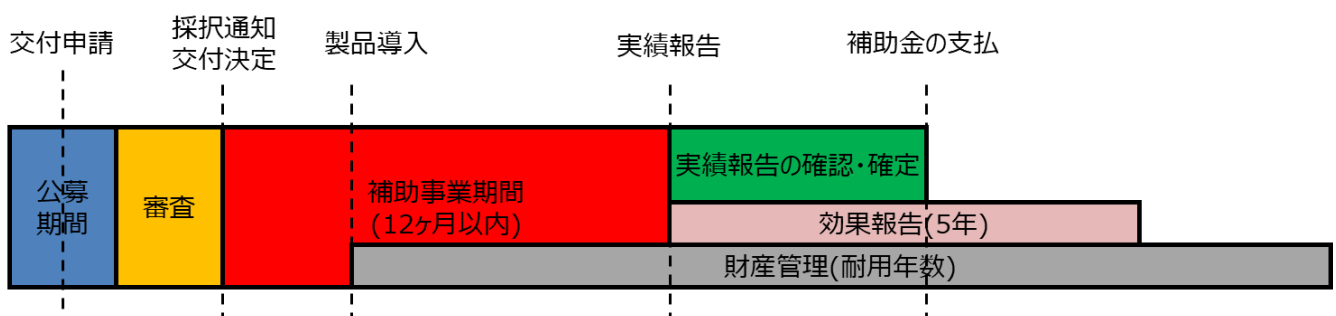 交付申請
採択通知
交付決定
製品導入
実績報告
補助金の支払
公募
期間
審査
補助事業期間
(12ヶ月以内)
実績報告の確認・確定
効果報告(5年)
財産管理(耐用年数)